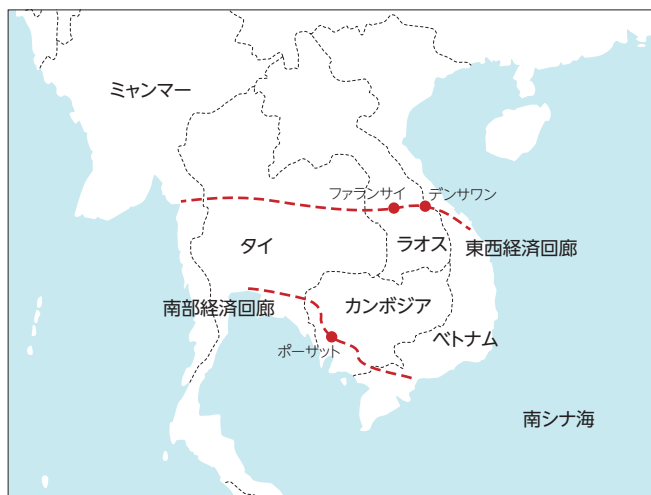 ミャンマー
ファランサイ
デンサワン
タイ
ラオス
東西経済回廊
南部経済回廊
カンボジア
ベトナム
ポーサット
南シナ海